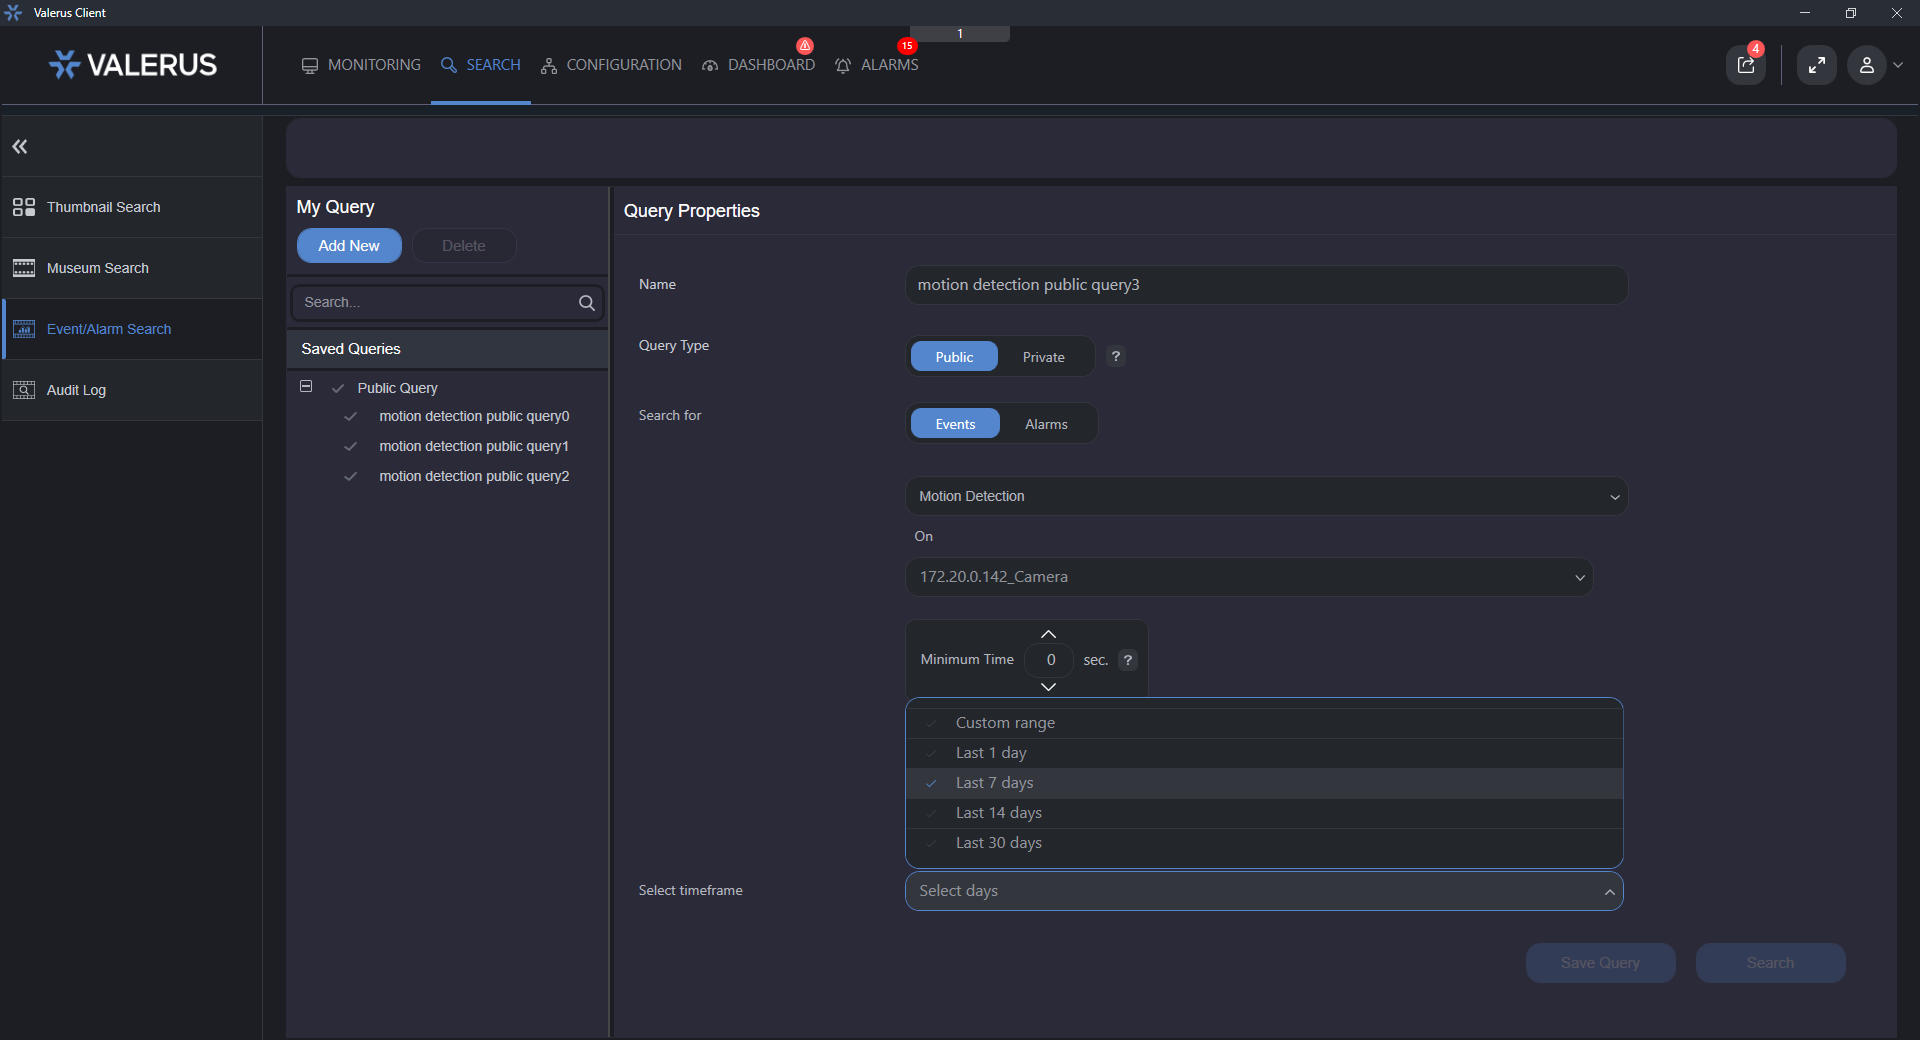 Valerus Client
1
VALERUS
MONITORING
SEARCH
CONFIGURATION
DASHBOARD
15
ALARMS
4
Thumbnail Search
Museum Search
Event/Alarm Search
Audit Log
My Query
Add New
Delete
Search...
Saved Queries
Public Query
motion detection public query0
motion detection public query1
motion detection public query2
Query Properties
Name
motion detection public query3
Query Type
Public
Private
?
Search for
Events
Alarms
Motion Detection
On
172.20.0.142_Camera
Minimum Time
0
sec.
?
Custom range
Last 1 day
Last 7 days
Last 14 days
Last 30 days
Select timeframe
Select days
Save Query
Search